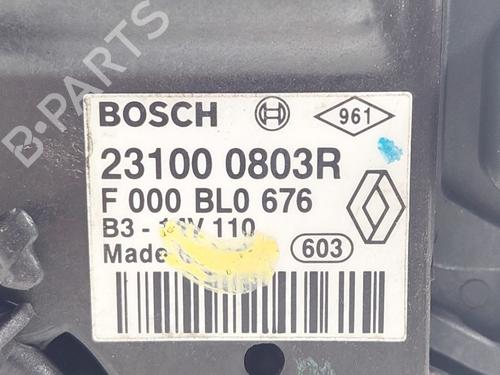 B-PARTS
BOSCH 961
23100 0803R
F 000 BL0 676
B3 - 14V 110
Made
603